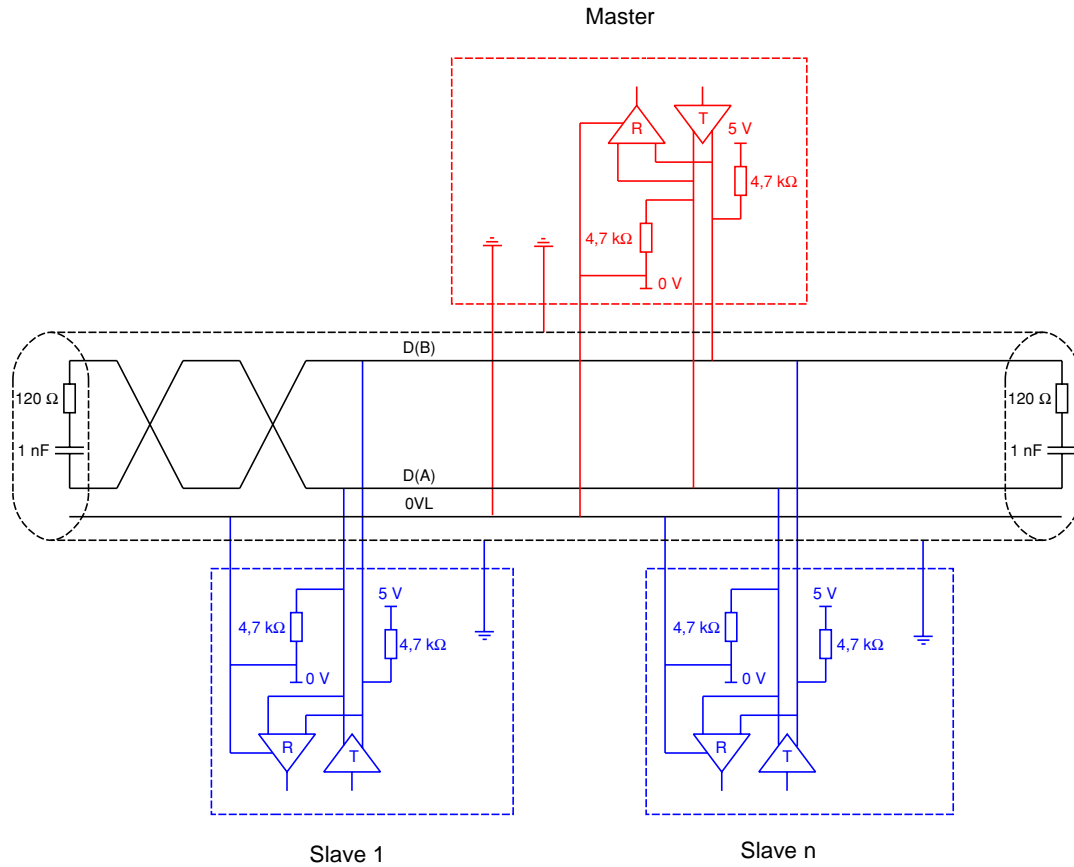 Master
R
T
5 V
4,7 kΩ
4,7 kΩ
0 V
D(B)
120 Ω
1 nF
120 Ω
1 nF
D(A)
0VL
5 V
4,7 kΩ
4,7 kΩ
0 V
R
T
5 V
4,7 kΩ
4,7 kΩ
0 V
R
T
Slave 1
Slave n